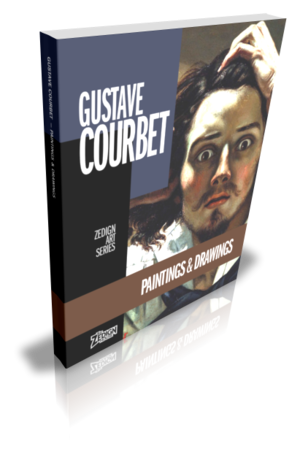 GUSTAVE COURBET ~ PAINTINGS & DRAWINGS
GUSTAVE
COURBET
ZEDIGN
ART
SERIES
PAINTINGS & DRAWINGS
ZEDIGN